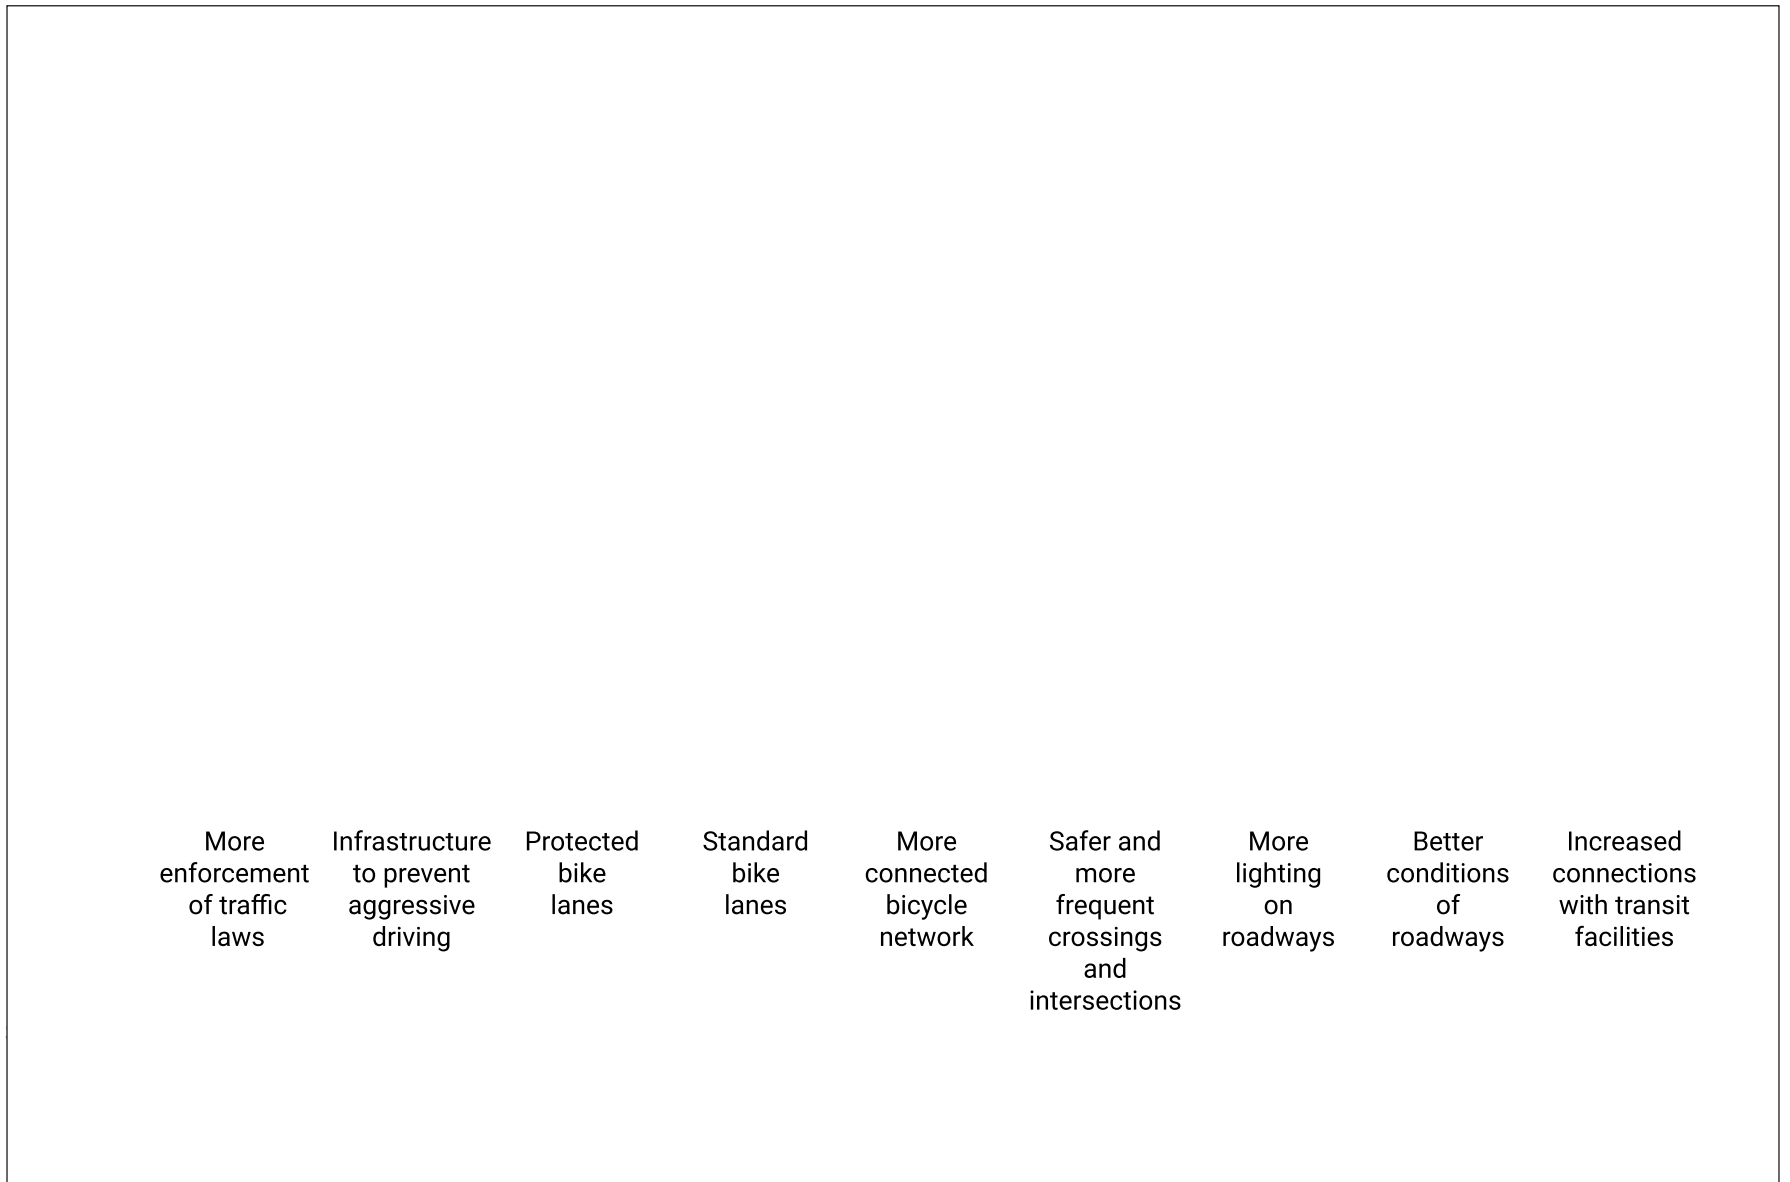 More
enforcement
of traffic
laws
Infrastructure
to prevent
aggressive
driving
Protected
bike
lanes
Standard
bike
lanes
More
connected
bicycle
network
Safer and
more
frequent
crossings
and
intersections
More
lighting
on
roadways
Better
conditions
of
roadways
Increased
connections
with transit
facilities